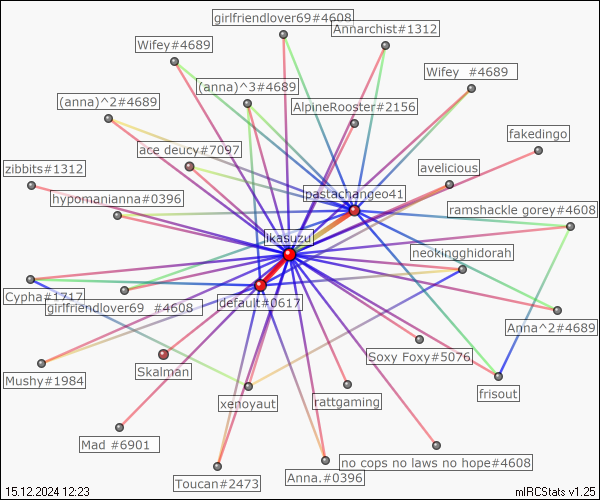 girlfriendlover69#4608
Annarchist#1312
Wifey#4689
Wifey  #4689
(anna)^3#4689
(anna)^2#4689
AlpineRooster#2156
fakedingo
ace deucy#7097
avelicious
zibbits#1312
pastachangeo41
hypomanianna#0396
ranshackle gorey#4608
ikasuzu
neokingghidorah
Cypha#1717
default#0617
girlfriendlover69  #4608
Anna^2#4689
Soxy Foxy#5076
Skalman
Mushy#1984
frisout
xenoyaut
rattgaming
Mad #6901
no cops no laws no hope#4608
Toucan#2473
Anna.#0396
15.12.2024 12:23
mIRCStats v1.25